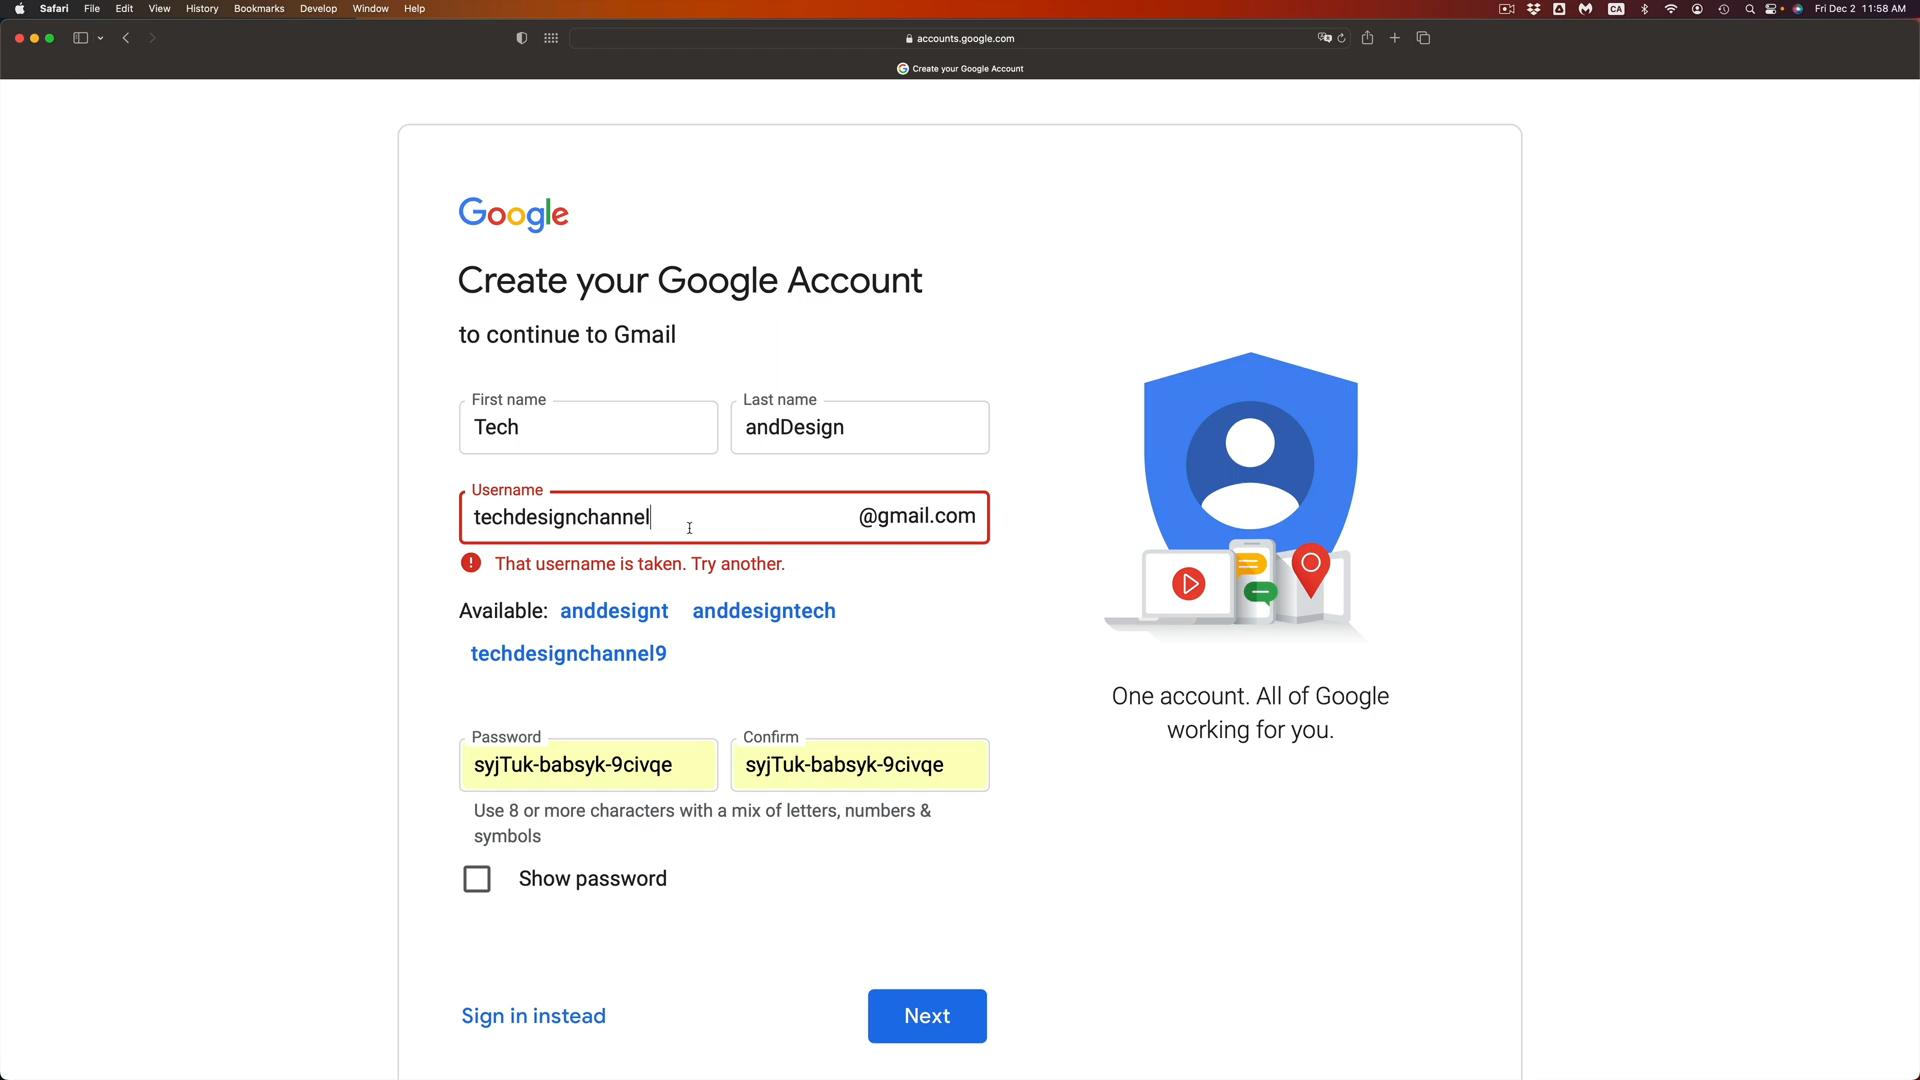 Safari File Edit View History Bookmarks Develop Window Help CA Fri Dec 2 11:58 AM
accounts.google.com
Create your Google Account
Google
Create your Google Account
to continue to Gmail
First name Last name
Tech andDesign
Username
techdesignchannel @gmail.com
That username is taken. Try another.
Available: anddesignt anddesigntech
techdesignchannel9
Password Confirm
syjTuk-babsyk-9civqe syjTuk-babsyk-9civqe
Use 8 or more characters with a mix of letters, numbers &
symbols
Show password
One account. All of Google
working for you.
Sign in instead Next